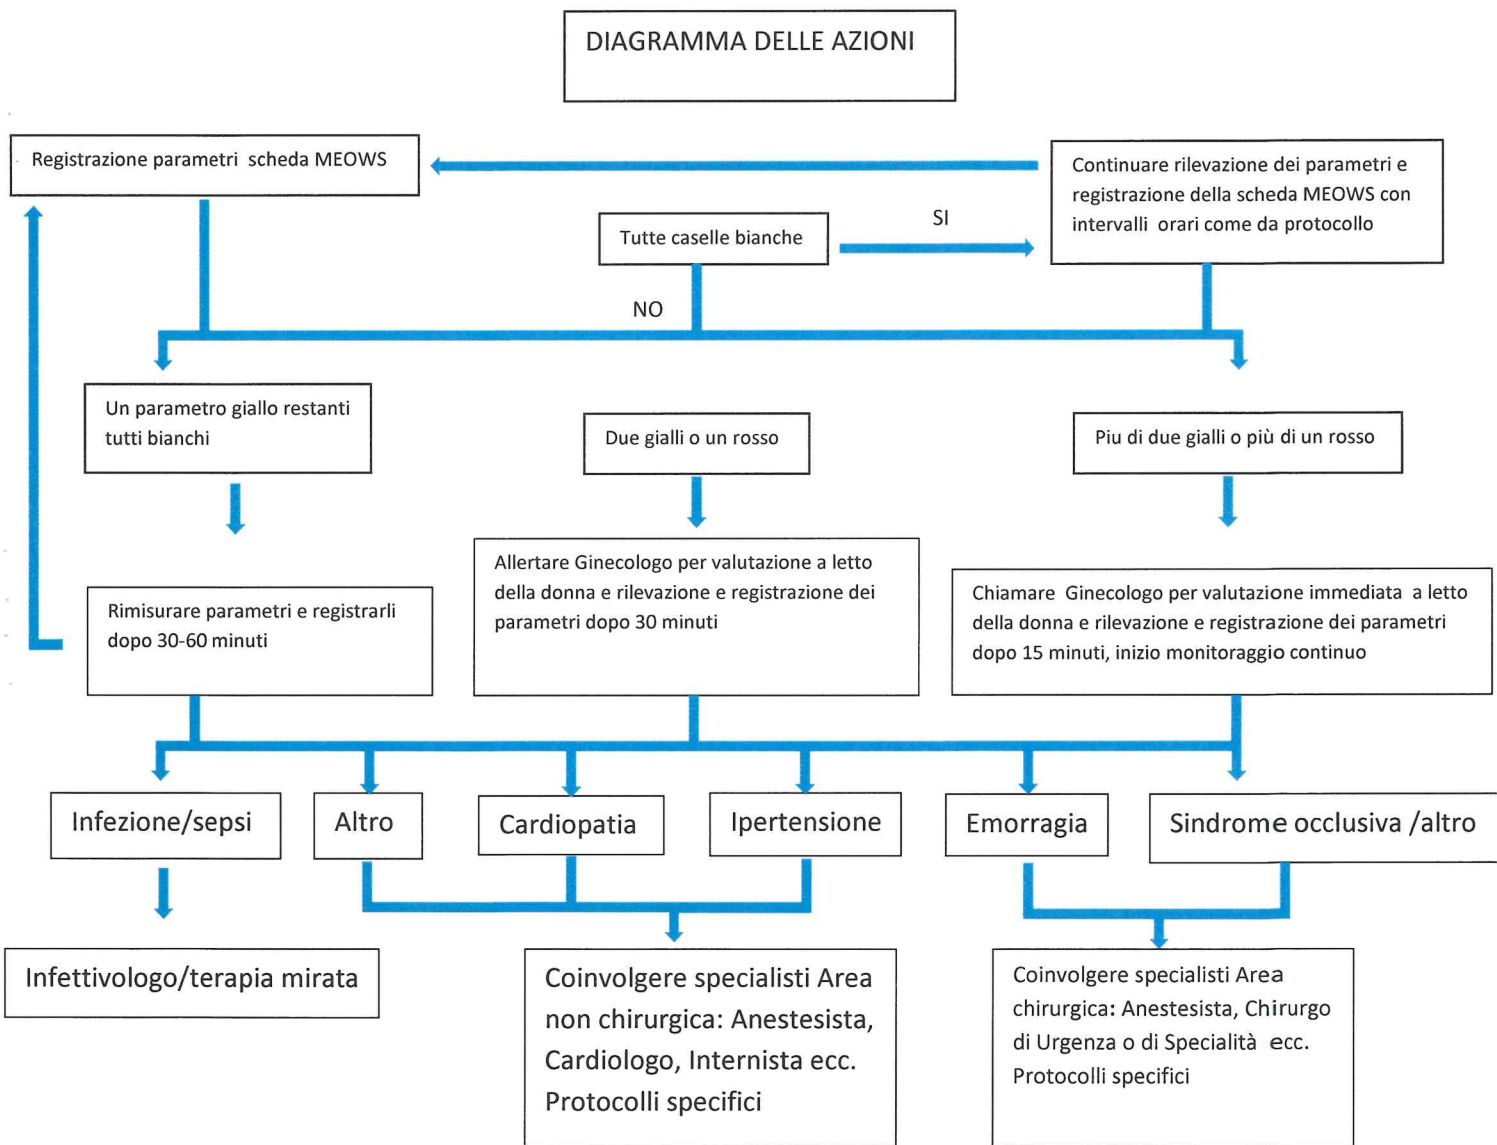 DIAGRAMMA DELLE AZIONI
Registrazione parametri scheda MEOWS
Continuare rilevazione dei parametri e
registrazione della scheda MEOWS con
intervalli orari come da protocollo
SI
Tutte caselle bianche
NO
Un parametro giallo restanti
tutti bianchi
Due gialli o un rosso
Piu di due gialli o più di un rosso
Rimisurare parametri e registrarli
dopo 30-60 minuti
Allertare Ginecologo per valutazione a letto
della donna e rilevazione e registrazione dei
parametri dopo 30 minuti
Chiamare Ginecologo per valutazione immediata a letto
della donna e rilevazione e registrazione dei parametri
dopo 15 minuti, inizio monitoraggio continuo
Infezione/sepsi
Altro
Cardiopatia
Ipertensione
Emorragia
Sindrome occlusiva /altro
Infettivologo/terapia mirata
Coinvolgere specialisti Area
non chirurgica: Anestesista,
Cardiologo, Internista ecc.
Protocolli specifici
Coinvolgere specialisti Area
chirurgica: Anestesista, Chirurgo
di Urgenza o di Specialità ecc.
Protocolli specifici